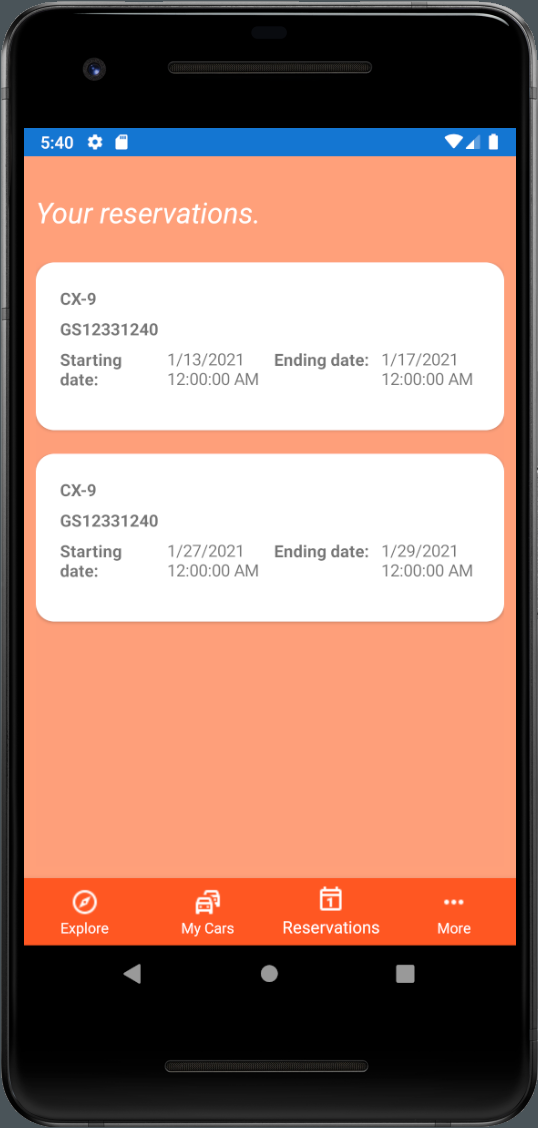 5:40
Your reservations.
CX-9
GS12331240
Starting date: 1/13/2021 12:00:00 AM Ending date: 1/17/2021 12:00:00 AM
CX-9
GS12331240
Starting date: 1/27/2021 12:00:00 AM Ending date: 1/29/2021 12:00:00 AM
1
Explore My Cars Reservations More